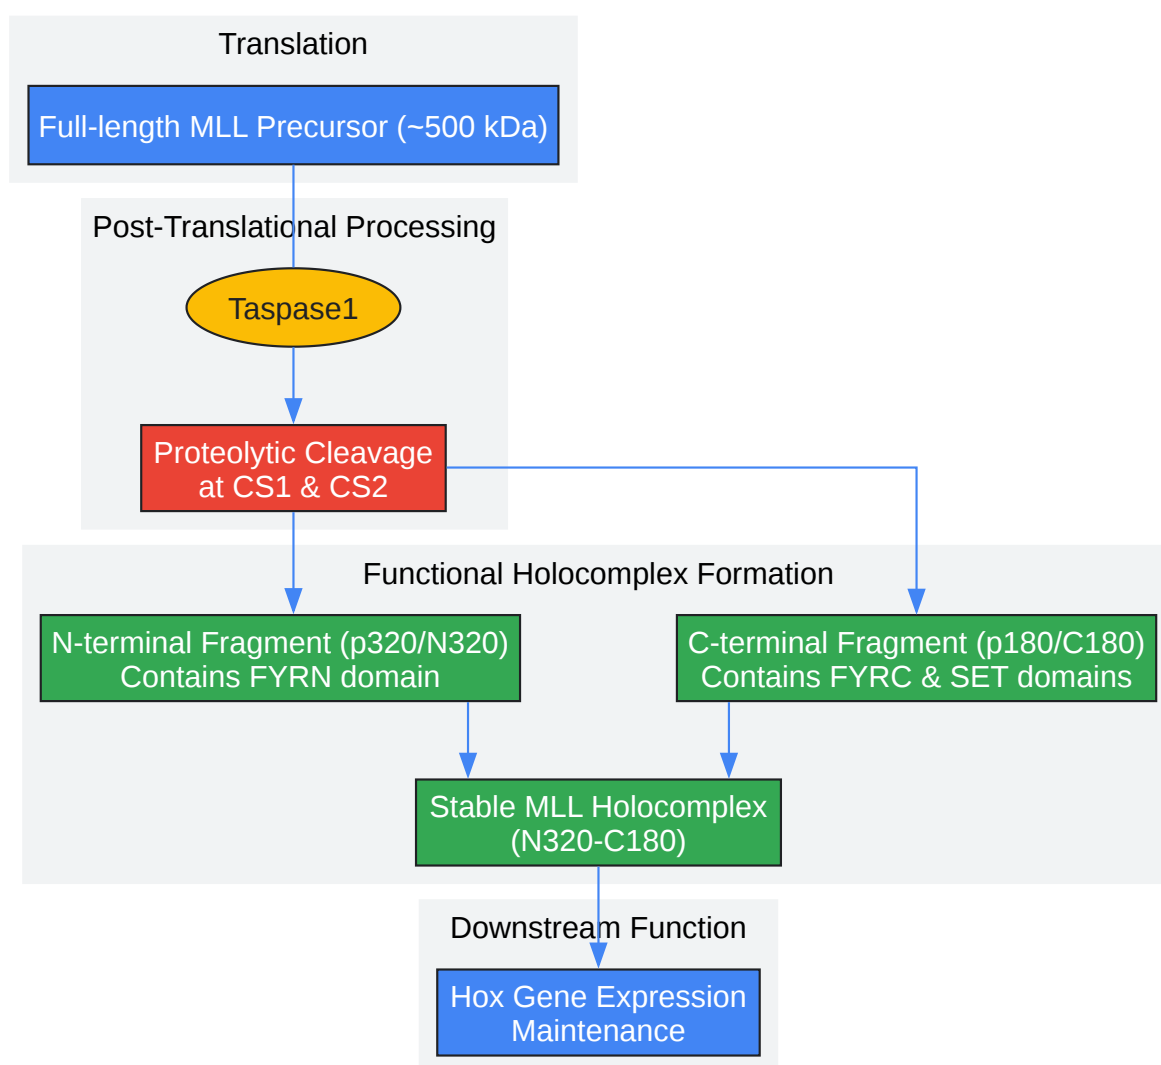 Translation
Full-length MLL Precursor (~500 kDa)
Post-Translational Processing
Taspase1
Proteolytic Cleavage
at CS1 & CS2
Functional Holocomplex Formation
N-terminal Fragment (p320/N320)
Contains FYRN domain
C-terminal Fragment (p180/C180)
Contains FYRC & SET domains
Stable MLL Holocomplex
(N320-C180)
Downstream Function
Hox Gene Expression
Maintenance